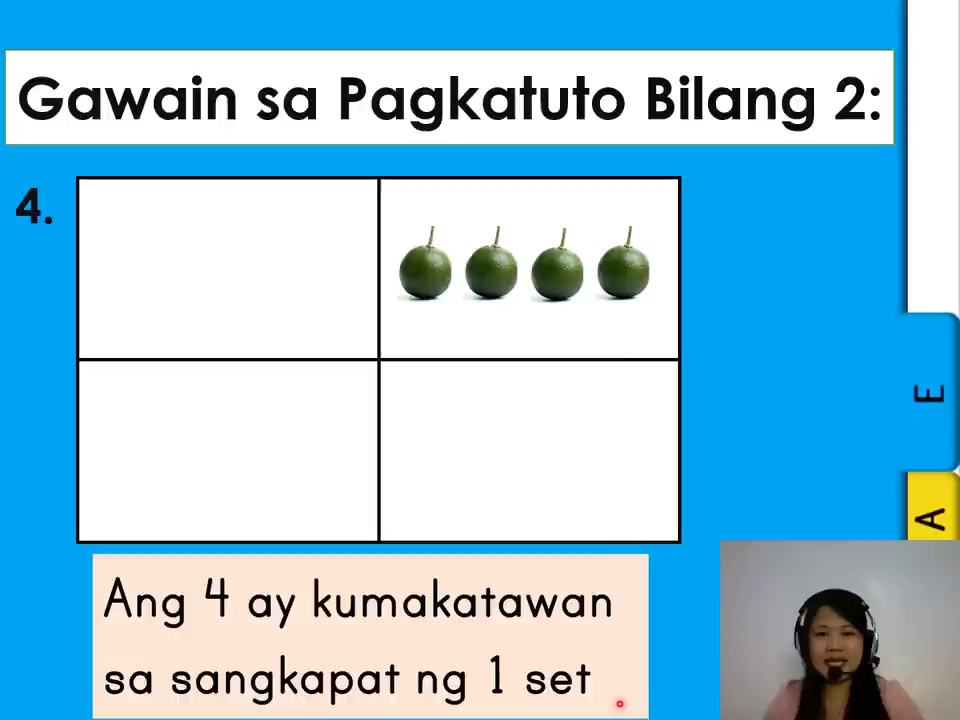 Gawain sa Pagkatuto Bilang 2:
4.
E
A
Ang 4 ay kumakatawan
sa sangkapat ng 1 set